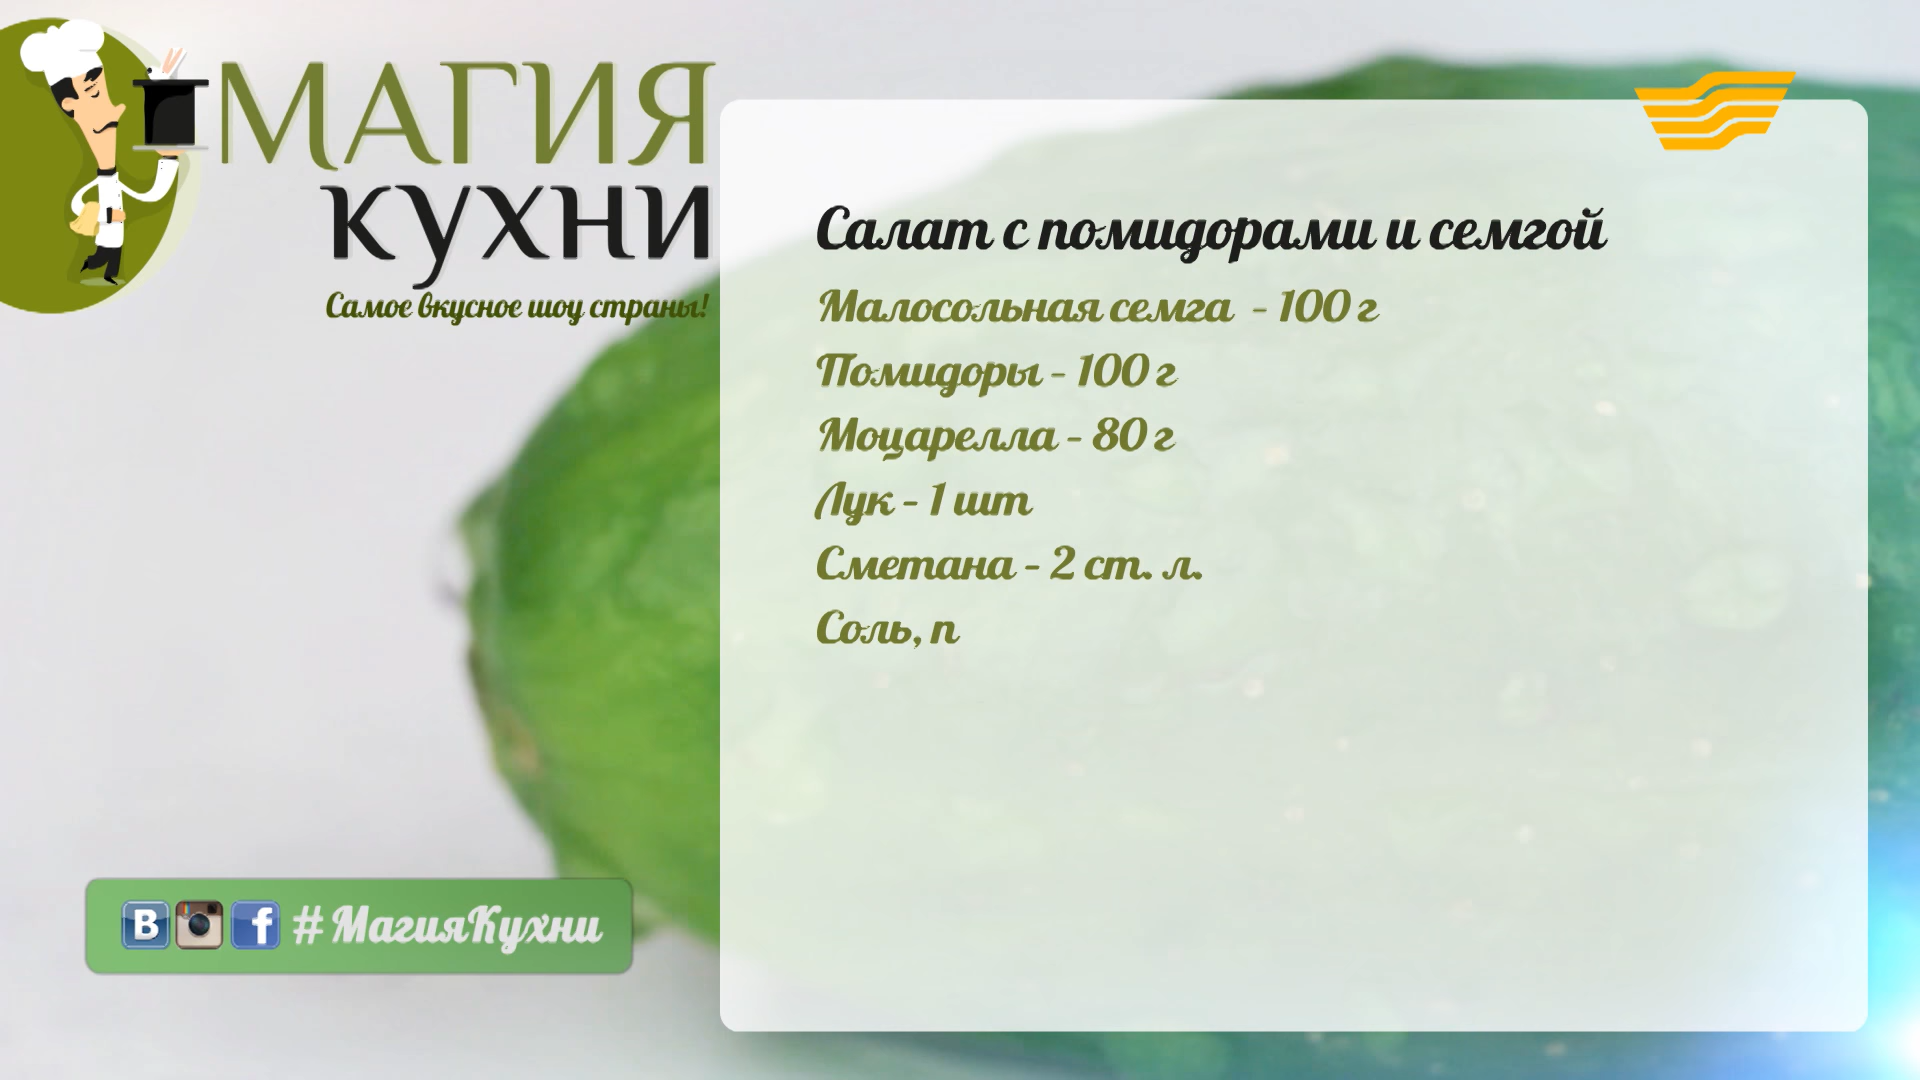 МАГИЯ
КУХНИ
Самое вкусное шоу страны!
Салат с помидорами и семгой
Малосольная семга – 100 г
Помидоры – 100 г
Моцарелла – 80 г
Лук – 1 шт
Сметана – 2 ст. л.
Соль, п
В f #МагияКухни